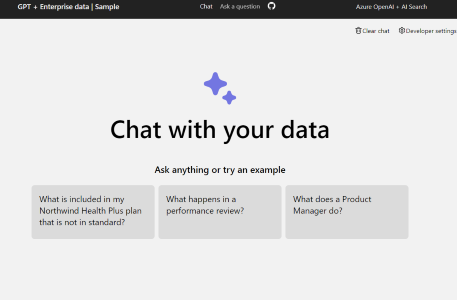 GPT + Enterprise data | Sample
Chat
Ask a question
Azure OpenAI + AI Search
Clear chat
Developer settings
Chat with your data
Ask anything or try an example
What is included in my
Northwind Health Plus plan
that is not in standard?
What happens in a
performance review?
What does a Product
Manager do?